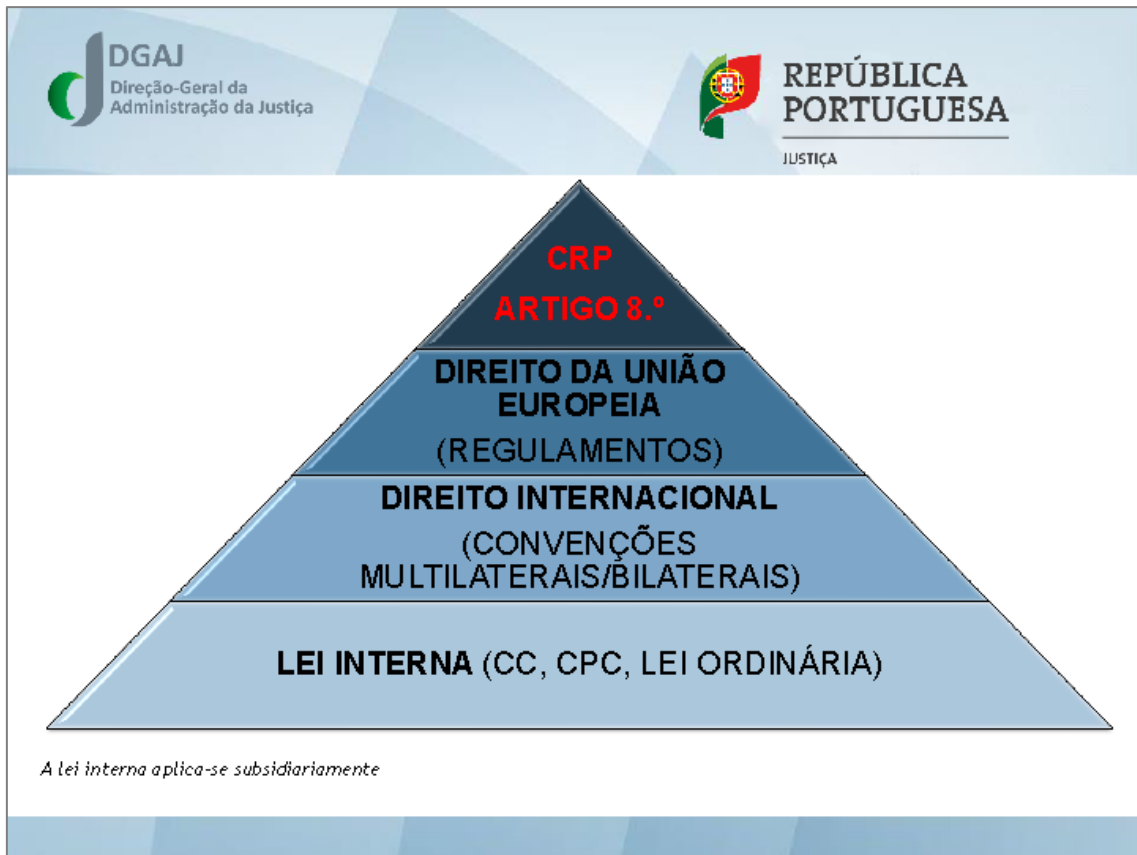 DGAJ
Direção-Geral da
Administração da Justiça
REPÚBLICA
PORTUGUESA
JUSTIÇA
CRP
ARTIGO 8.º
DIREITO DA UNIÃO
EUROPEIA
(REGULAMENTOS)
DIREITO INTERNACIONAL
(CONVENÇÕES
MULTILATERAIS/BILATERAIS)
LEI INTERNA (CC, CPC, LEI ORDINÁRIA)
A lei interna aplica-se subsidiariamente